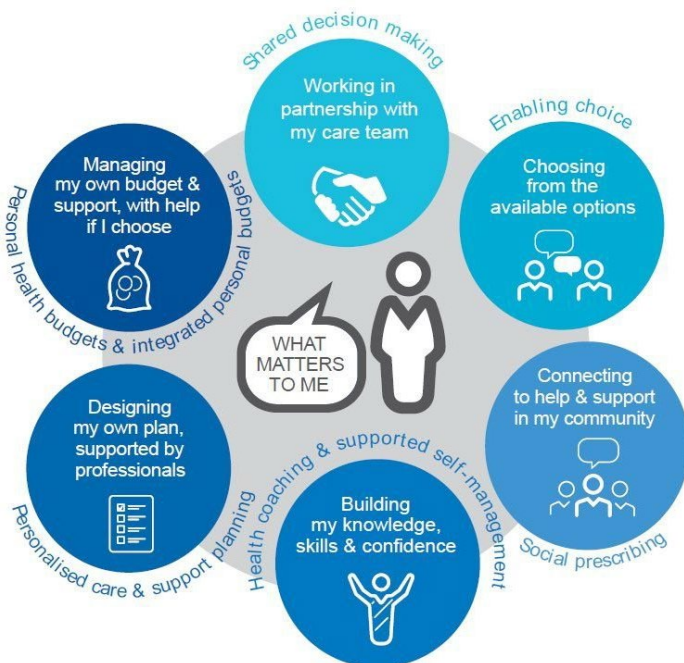 Shared decision making
Working in
partnership with
my care team
Enabling choice
Choosing
from the
available options
Connecting
to help & support
in my community
Social prescribing
Health coaching & supported self-management
Building
my knowledge,
skills & confidence
Designing
my own plan,
supported by
professionals
Personalised care & support planning
Managing
my own budget &
support, with help
if I choose
Personal health budgets & integrated personal budgets
WHAT
MATTERS
TO ME